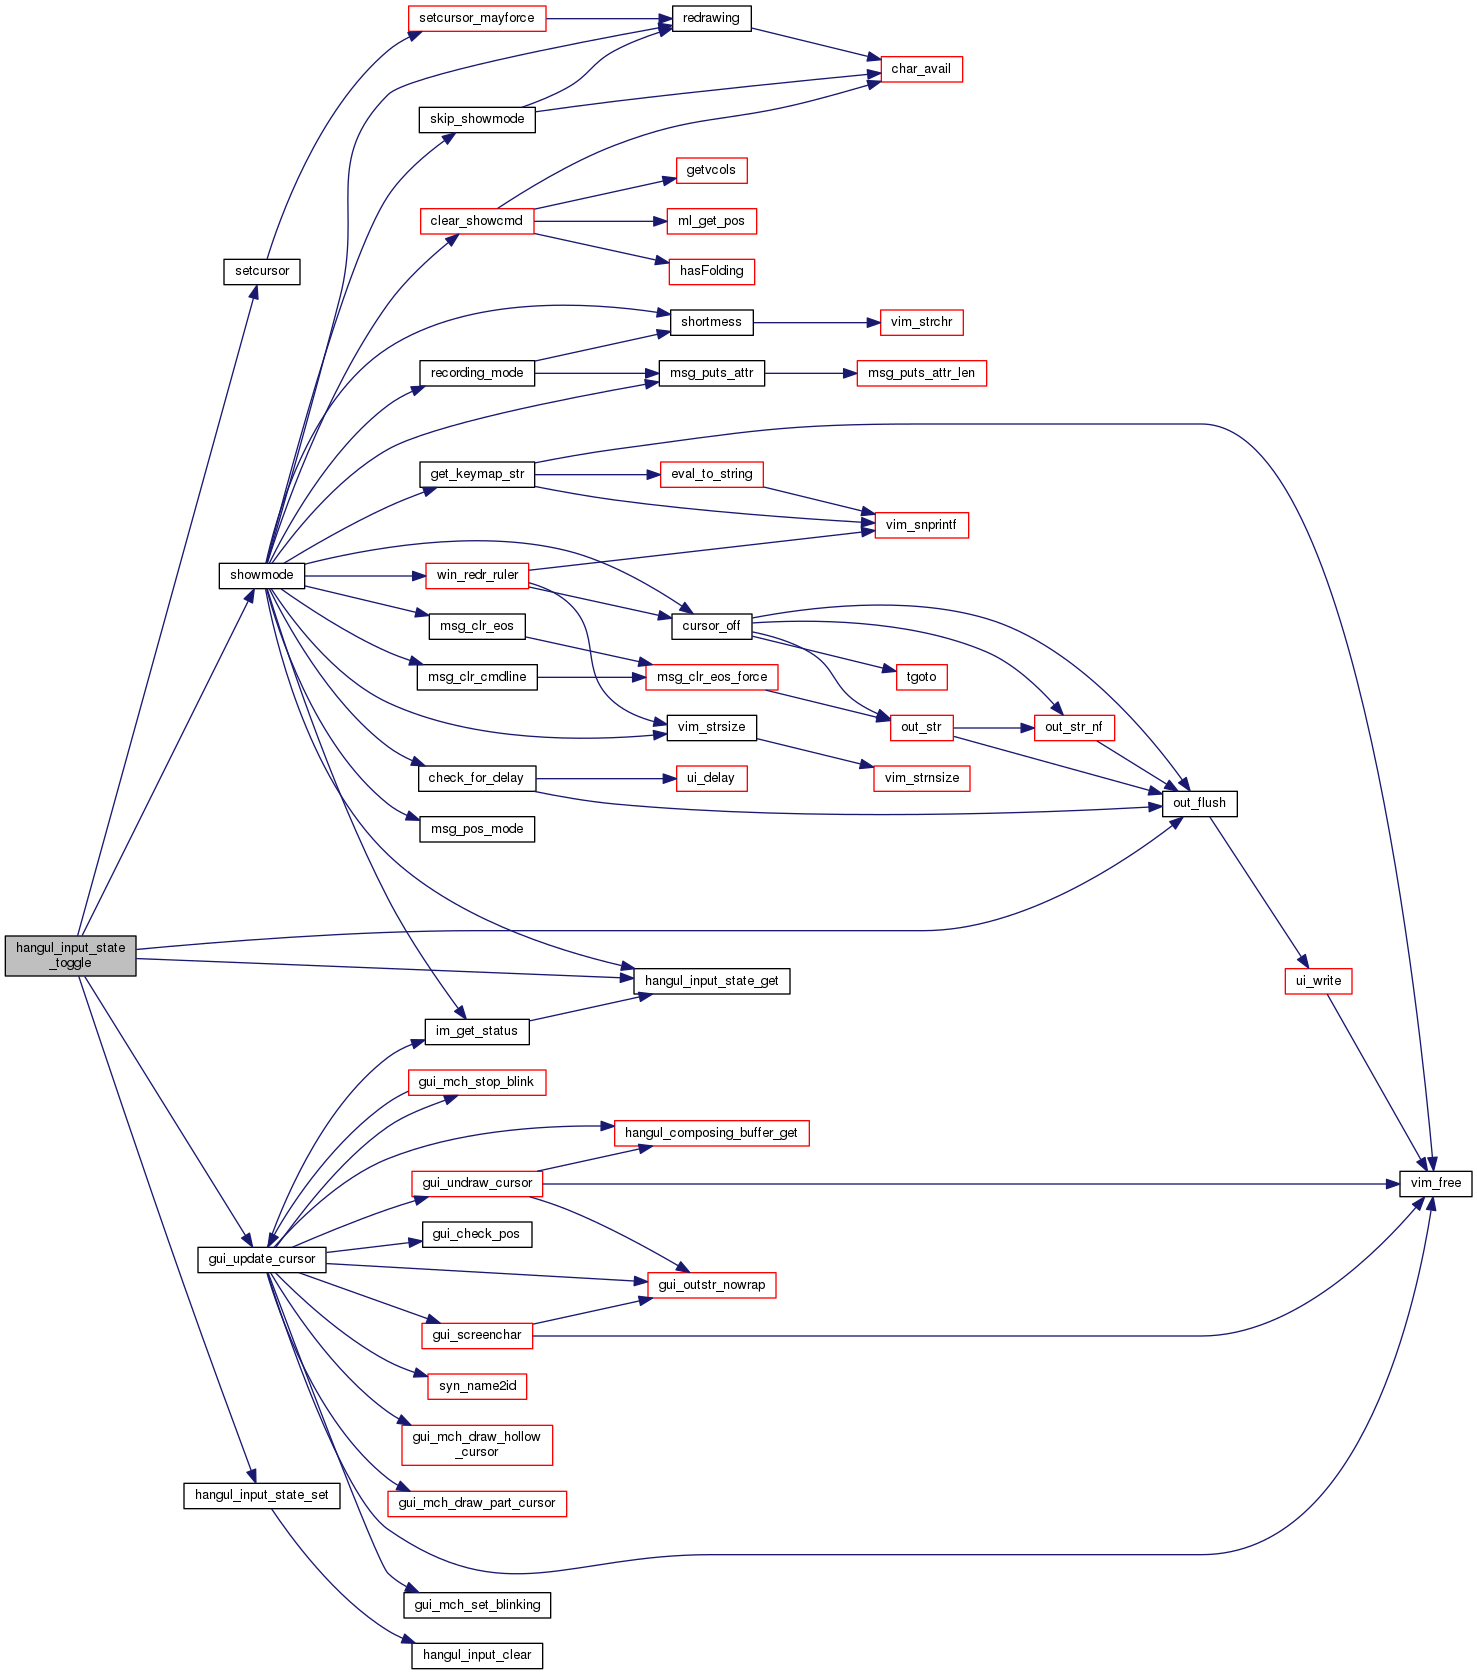 setcursor_mayforce
redrawing
char_avail
skip_showmode
getvcols
clear_showcmd
ml_get_pos
setcursor
hasFolding
shortmess
vim_strchr
recording_mode
msg_puts_attr
msg_puts_attr_len
get_keymap_str
eval_to_string
vim_snprintf
showmode
win_redr_ruler
msg_clr_eos
cursor_off
msg_clr_cmdline
msg_clr_eos_force
tgoto
vim_strsize
out_str
out_str_nf
check_for_delay
ui_delay
vim_strnsize
out_flush
msg_pos_mode
hangul_input_state
_toggle
hangul_input_state_get
ui_write
im_get_status
gui_mch_stop_blink
hangul_composing_buffer_get
gui_undraw_cursor
vim_free
gui_check_pos
gui_update_cursor
gui_outstr_nowrap
gui_screenchar
syn_name2id
gui_mch_draw_hollow
_cursor
hangul_input_state_set
gui_mch_draw_part_cursor
gui_mch_set_blinking
hangul_input_clear